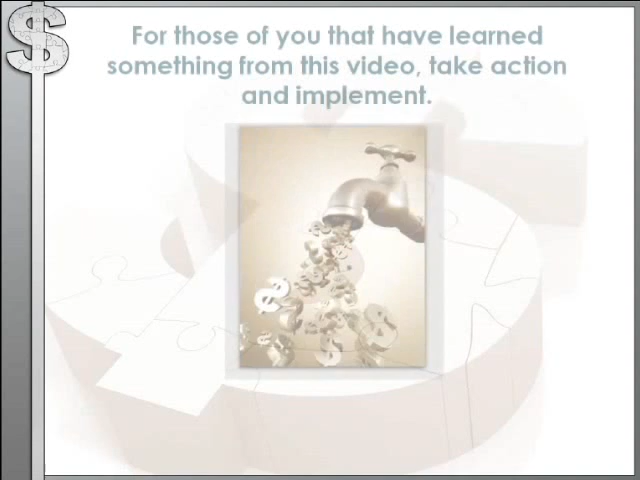 For those of you that have learned
something from this video, take action
and implement.